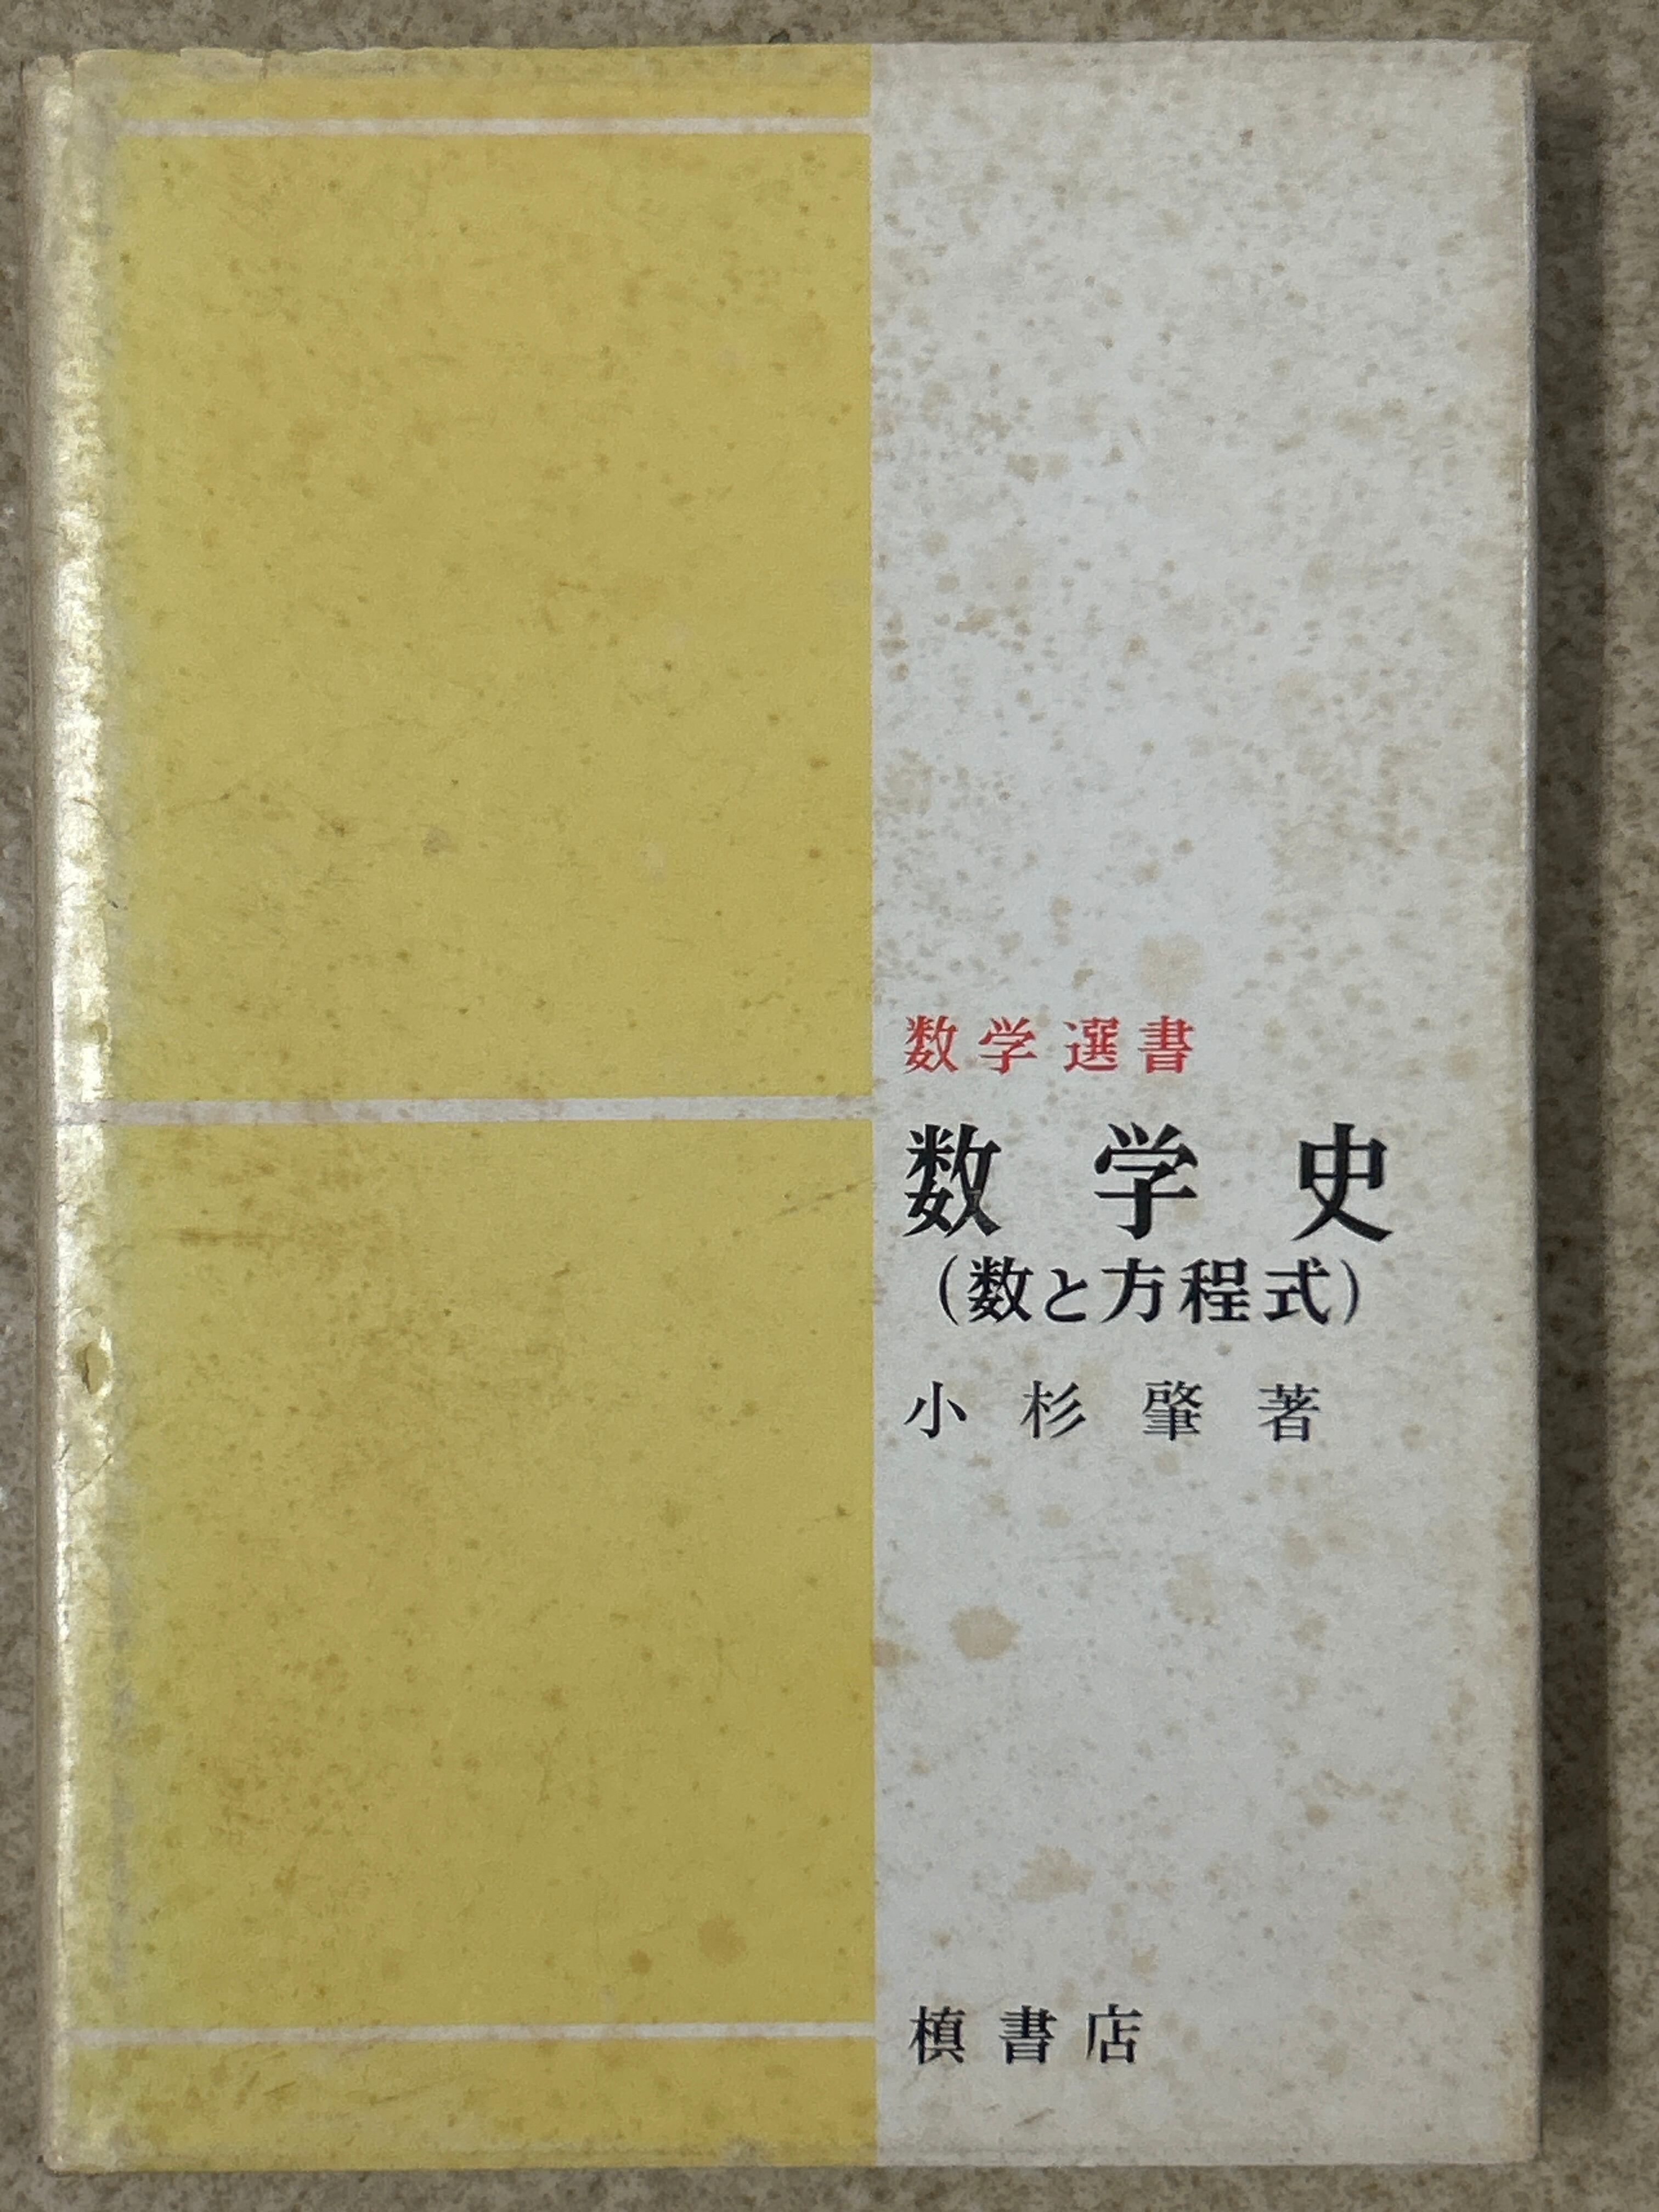 数学選書
数学史
(数と方程式)
小杉肇著
槙書店